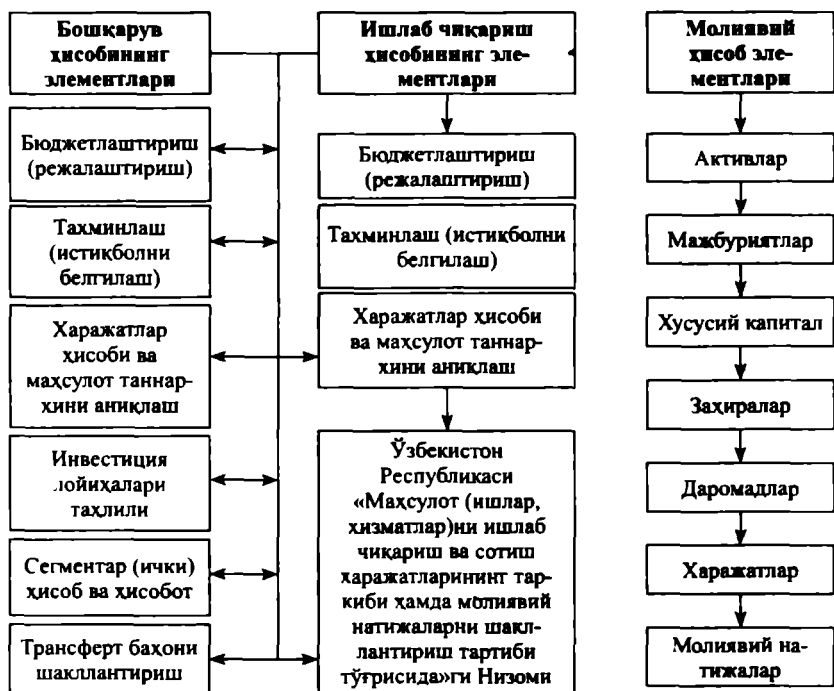 Бошқарув
ҳисобининг
элементлари
Бюджетлаштириш
(режалаштириш)
Тахминлаш
(истиқболни
белгилаш)
Харажатлар
ҳисоби ва
маҳсулот таннар-
хини аниқлаш
Инвестиция
лойиҳалари
таҳлили
Сегментар (ички)
ҳисоб ва ҳисобот
Трансферт баҳони
шакллантириш
Ишлаб чиқариш
ҳисобининг эле-
ментлари
Бюджетлаштириш
(режалаштириш)
Тахминлаш (истиқболни
белгилаш)
Харажатлар ҳисоби
ва маҳсулот таннар-
хини аниқлаш
Ўзбекистон
Республикаси
«Маҳсулот (ишлар,
хизматлар)ни ишлаб
чиқариш ва сотиш
харажатларининг тар-
киби ҳамда молиявий
натижаларни шакл-
лантириш тартиби
тўғрисида»ги Низоми
Молиявий
ҳисоб эле-
ментлари
Активлар
Мажбуриятлар
Хусусий капитал
Заҳиралар
Даромадлар
Харажатлар
Молиявий на-
тижалар